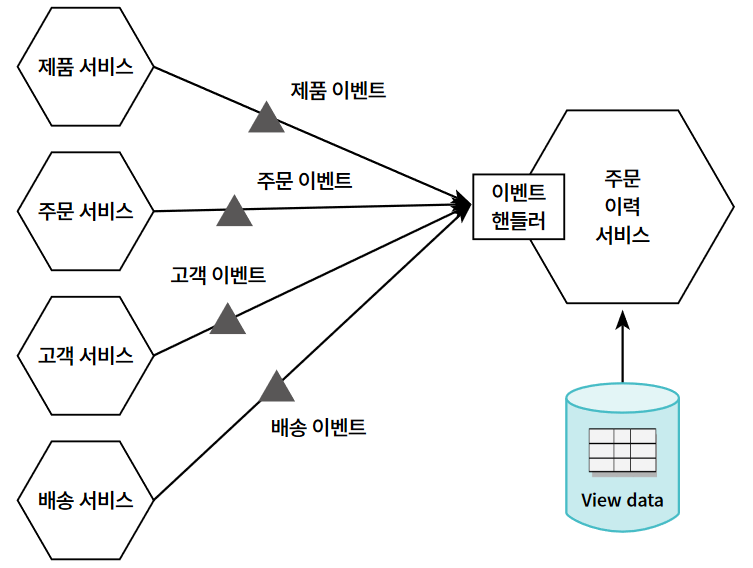 제품 서비스
제품 이벤트
주문 서비스
주문 이벤트
고객 서비스
고객 이벤트
배송 서비스
배송 이벤트
이벤트
핸들러
주문
이력
서비스
View data